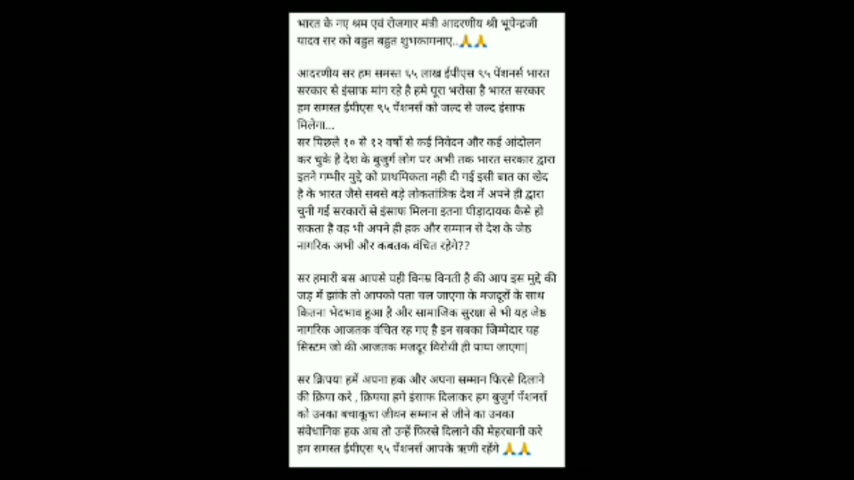 भारत के नए श्रम एवं रोजगार मंत्री आदरणीय श्री भूपेन्द्रजी
यादव सर को बहुत बहुत शुभकामनाए..🙏🙏
आदरणीय सर हम समस्त ६५ लाख ईपीएस ९५ पेंशनर्स भारत
सरकार से इंसाफ मांग रहे है हमे पूरा भरोसा है भारत सरकार
हम समस्त ईपीएस ९५ पेंशनर्स को जल्द से जल्द इंसाफ
मिलेगा...
सर पिछले १० से १२ वर्षो से कई निवेदन और कई आंदोलन
कर चुके है देश के बुजुर्ग लोग पर अभी तक भारत सरकार द्वारा
इतने गम्भीर मुद्दे को प्राथमिकता नही दी गई इसी बात का खेद
है के भारत जैसे सबसे बड़े लोकतांत्रिक देश में अपने ही द्वारा
चुनी गई सरकारों से इंसाफ मिलना इतना पीड़ादायक कैसे हो
सकता है वह भी अपने ही हक और सम्मान से देश के जेष्ठ
नागरिक अभी और कबतक वंचित रहेगे??
सर हमारी बस आपसे यही विनम्र विनती है की आप इस मुद्दे की
जड़ में झांके तो आपको पता चल जाएगा के मजदूरों के साथ
कितना भेदभाव हुआ है और सामाजिक सुरक्षा से भी यह जेष्ठ
नागरिक आजतक वंचित रह गए है इन सबका जिम्मेदार यह
सिस्टम जो की आजतक मजदूर विरोधी ही पाया जाएगा|
सर क्रिपया हमें अपना हक और अपना सम्मान फिरसे दिलाने
की क्रिपा करे , क्रिपया हमे इंसाफ दिलाकर हम बुजुर्ग पेंशनर्स
को उनका बचाकूचा जीवन सम्मान से जीने का उनका
संवेधानिक हक अब तो उन्हें फिरसे दिलाने की मेहरबानी करे
हम समस्त ईपीएस ९५ पेंशनर्स आपके ऋणी रहेंगे 🙏🙏